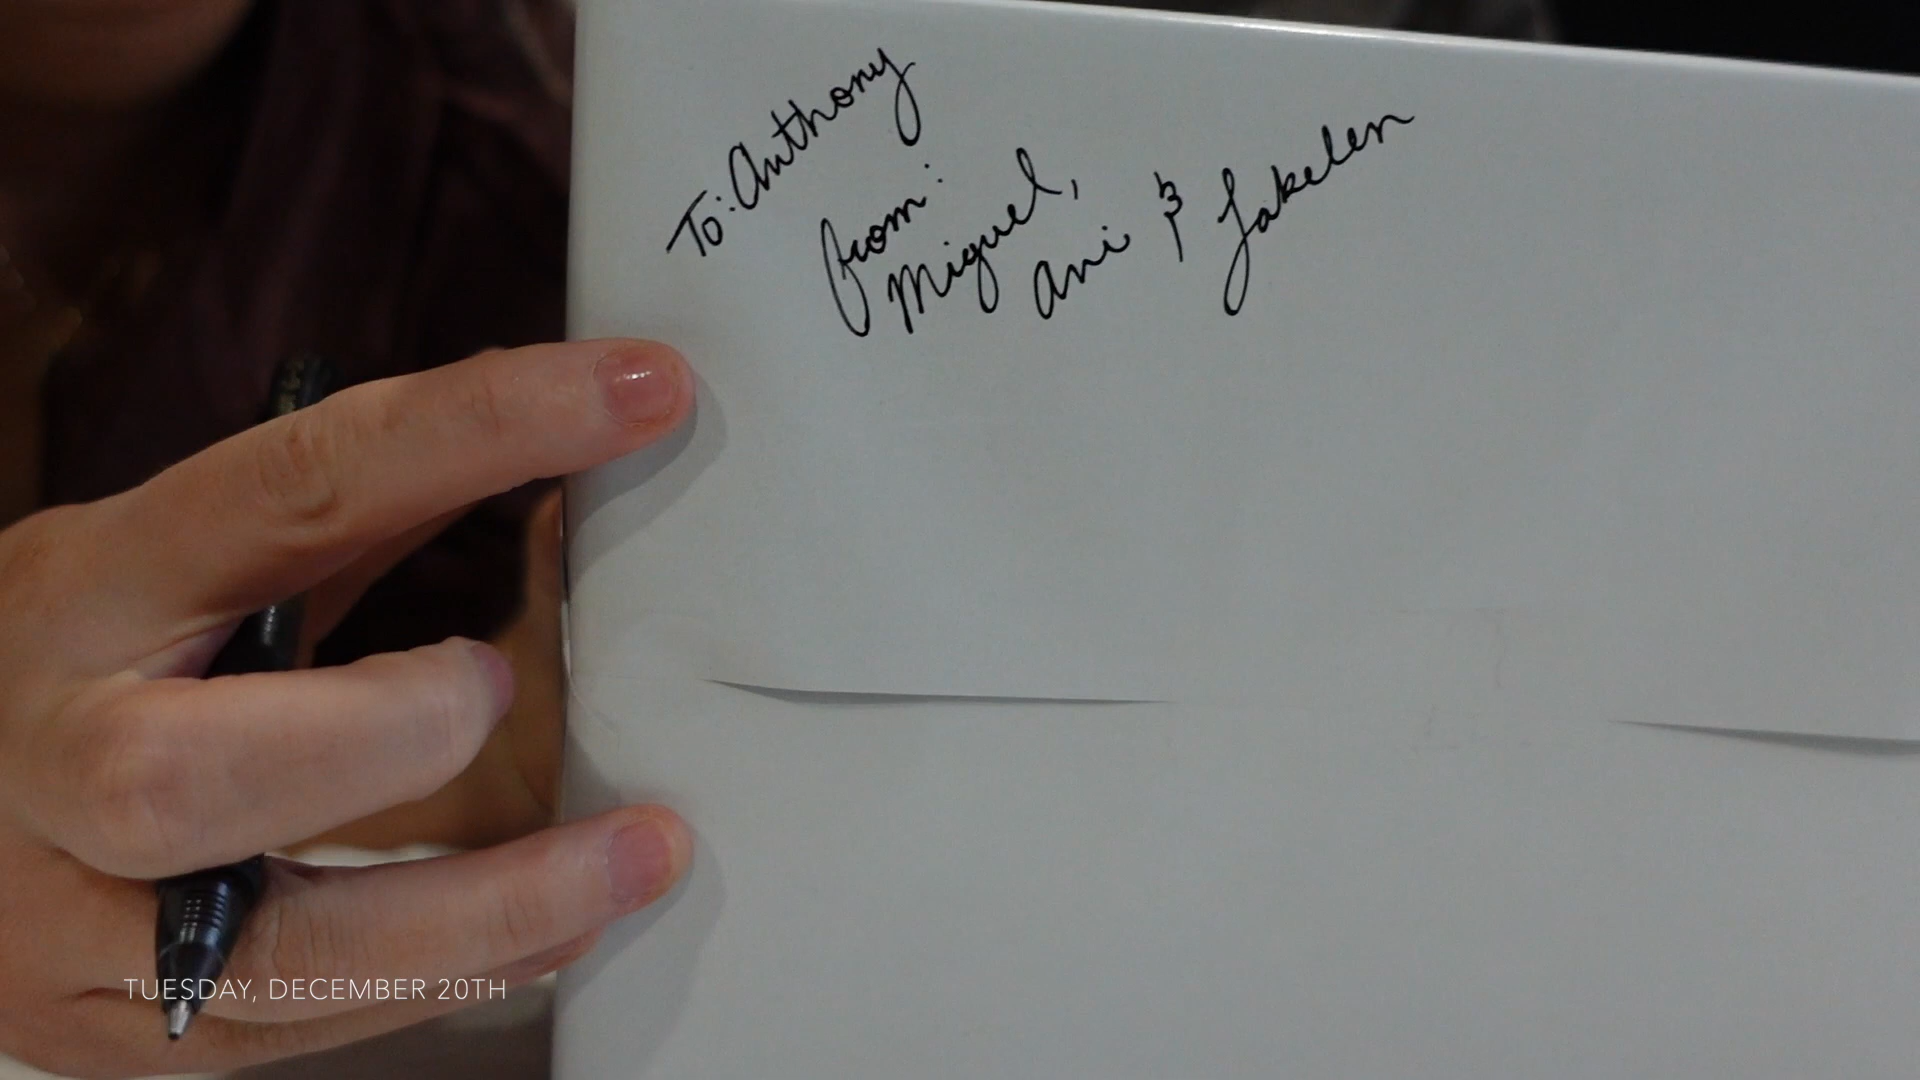 To: Anthony
from:
Miguel,
Ani & Jakelen
TUESDAY, DECEMBER 20TH